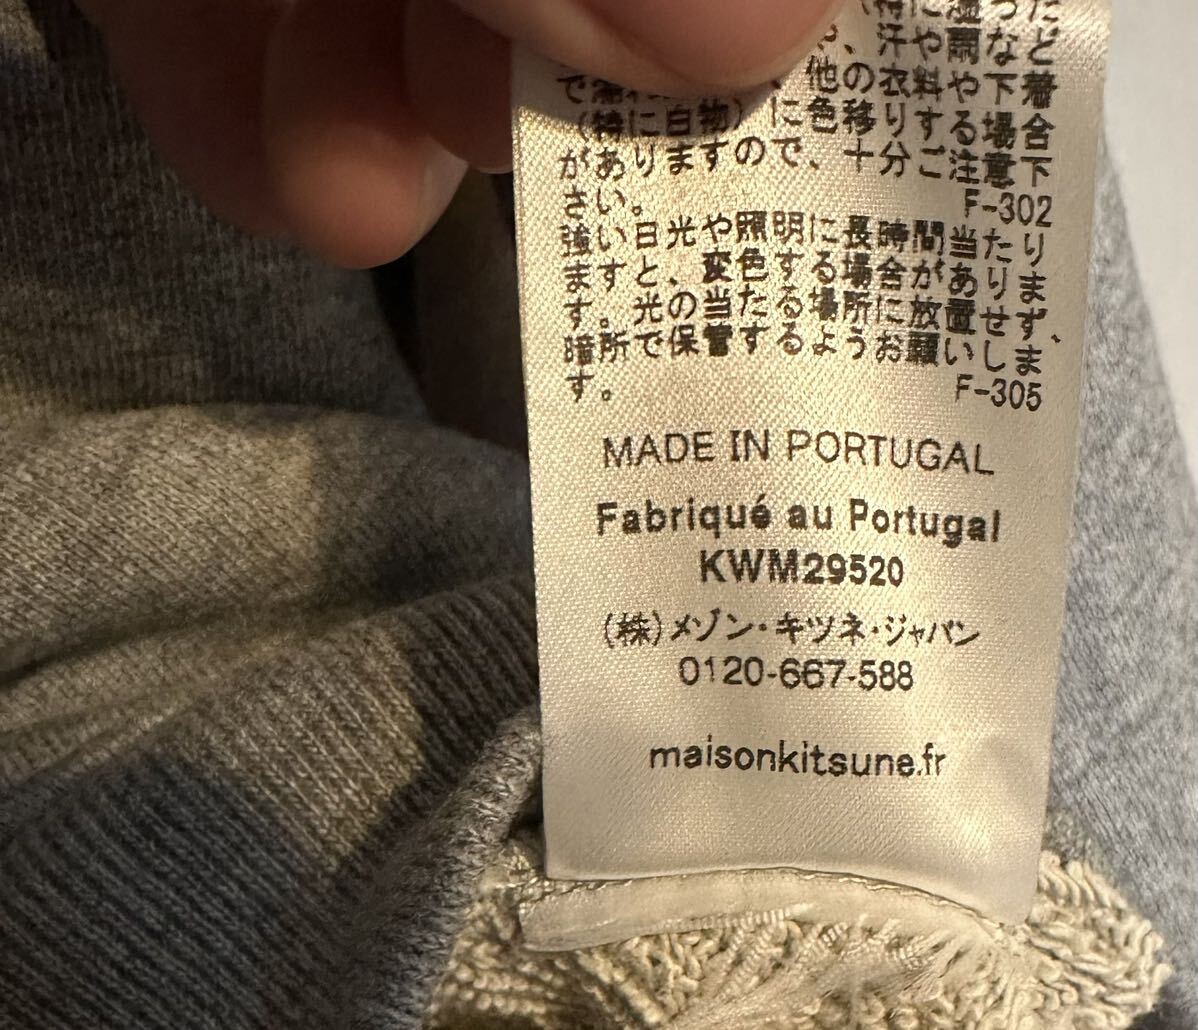 や、他の衣料すなど
(特に白物)に色移りする場合
があります ので、十分ご注意下
さい。
F-302
強い日光や照明に長時間当たり
ますと、変色する場合がありま
す。光の当たる場所に放置せず、
暗所で保管するようお願いしま
す。
F-305
MADE IN PORTUGAL
Fabriqué au Portugal
KWM29520
(株)メゾン・キツネ・ジャパン
0120-667-588
maisonkitsune.fr